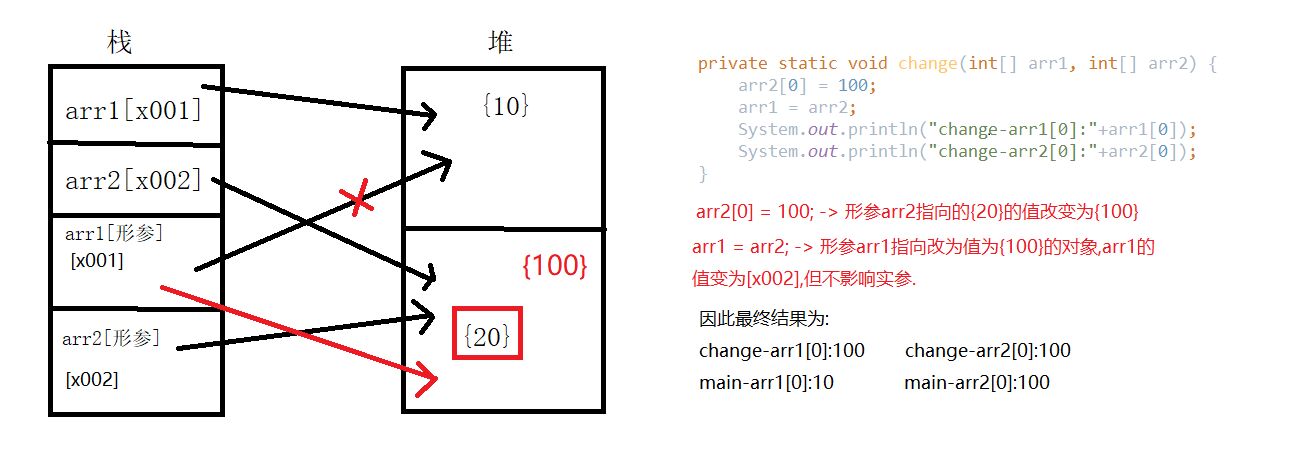 栈
堆
arr1[x001]
arr2[x002]
arr1[形参]
[x001]
arr2[形参]
[x002]
{10}
{100}
{20}
private static void change(int[] arr1, int[] arr2) {
arr2[0] = 100;
arr1 = arr2;
System.out.println("change-arr1[0]:"+arr1[0]);
System.out.println("change-arr2[0]:"+arr2[0]);
}
arr2[0] = 100; -> 形参arr2指向的{20}的值改变为{100}
arr1 = arr2; -> 形参arr1指向改为值为{100}的对象,arr1的
值变为[x002],但不影响实参.
因此最终结果为:
change-arr1[0]:100 change-arr2[0]:100
main-arr1[0]:10 main-arr2[0]:100